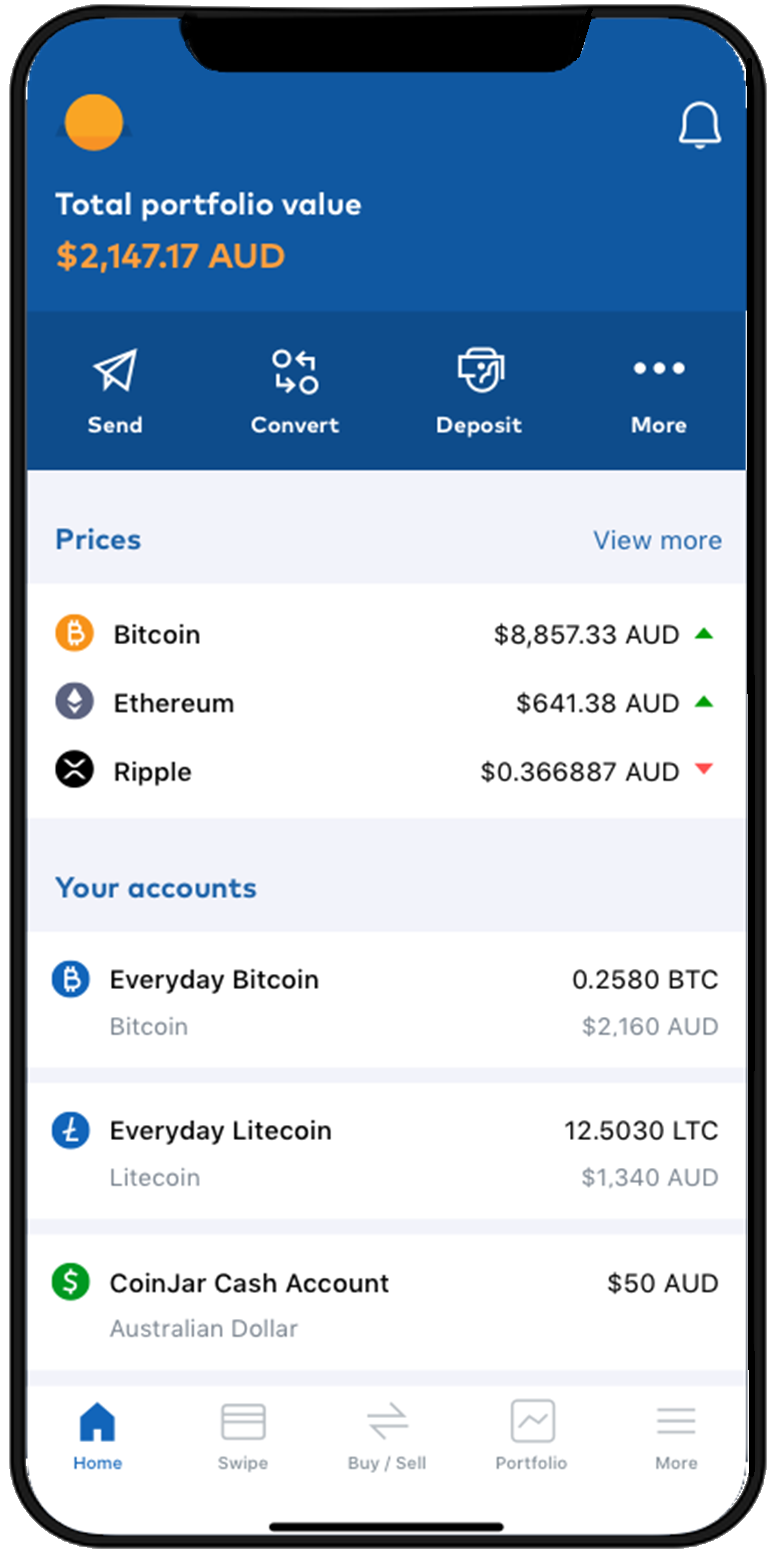 Total portfolio value
$2,147.17 AUD
Send Convert Deposit More
Prices View more
Bitcoin $8,857.33 AUD
Ethereum $641.38 AUD
Ripple $0.366887 AUD
Your accounts
Everyday Bitcoin 0.2580 BTC
Bitcoin $2,160 AUD
Everyday Litecoin 12.5030 LTC
Litecoin $1,340 AUD
CoinJar Cash Account $50 AUD
Australian Dollar
Home Swipe Buy / Sell Portfolio More